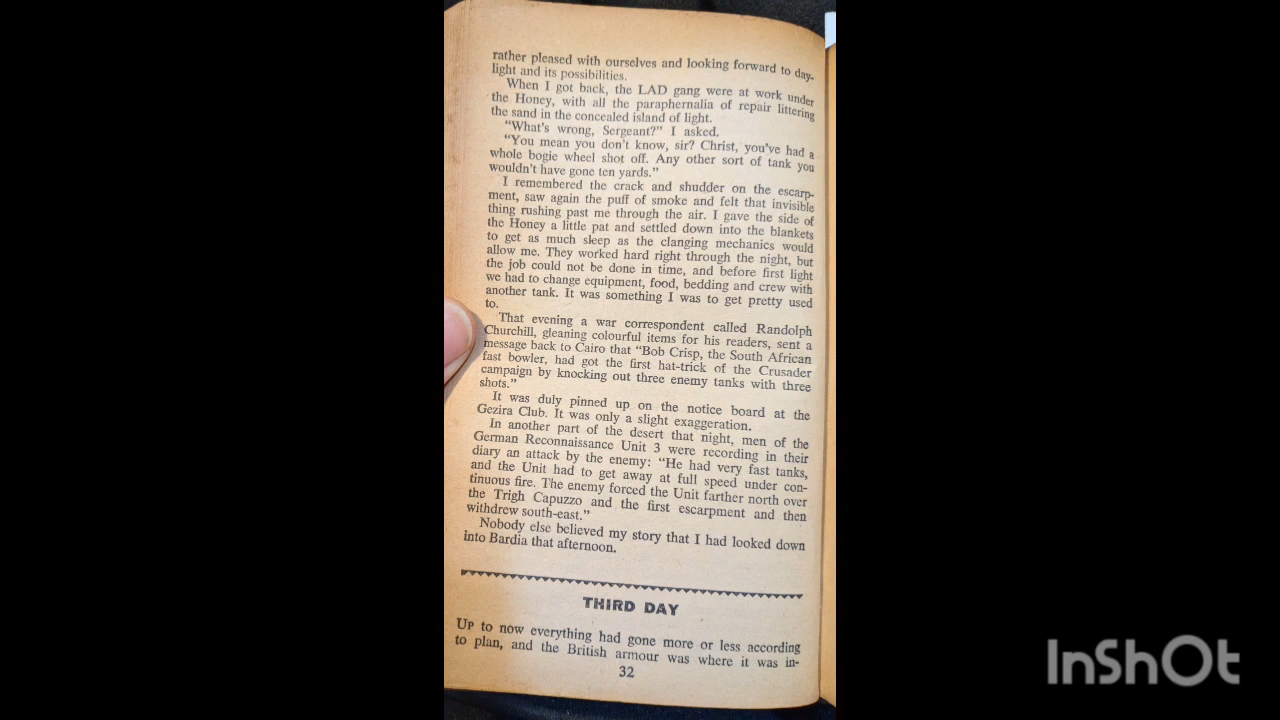 rather pleased with ourselves and looking forward to day-
light and its possibilities.
When I got back, the LAD gang were at work under
the Honey, with all the paraphernalia of repair littering
the sand in the concealed island of light.
"What's wrong, Sergeant?" I asked.
"You mean you don't know, sir? Christ, you've had a
whole bogie wheel shot off. Any other sort of tank you
wouldn't have gone ten yards."
I remembered the crack and shudder on the escarp-
ment, saw again the puff of smoke and felt that invisible
thing rushing past me through the air. I gave the side of
the Honey a little pat and settled down into the blankets
to get as much sleep as the clanging mechanics would
allow me. They worked hard right through the night, but
the job could not be done in time, and before first light
we had to change equipment, food, bedding and crew with
another tank. It was something I was to get pretty used
to.
That evening a war correspondent called Randolph
Churchill, gleaning colourful items for his readers, sent a
message back to Cairo that "Bob Crisp, the South African
fast bowler, had got the first hat-trick of the Crusader
campaign by knocking out three enemy tanks with three
shots."
It was duly pinned up on the notice board at the
Gezira Club. It was only a slight exaggeration.
In another part of the desert that night, men of the
German Reconnaissance Unit 3 were recording in their
diary an attack by the enemy: "He had very fast tanks,
and the Unit had to get away at full speed under con-
tinuous fire. The enemy forced the Unit farther north over
the Trigh Capuzzo and the first escarpment and then
withdrew south-east."
Nobody else believed my story that I had looked down
into Bardia that afternoon.
THIRD DAY
UP to now everything had gone more or less according
to plan, and the British armour was where it was in-
32
InShOt